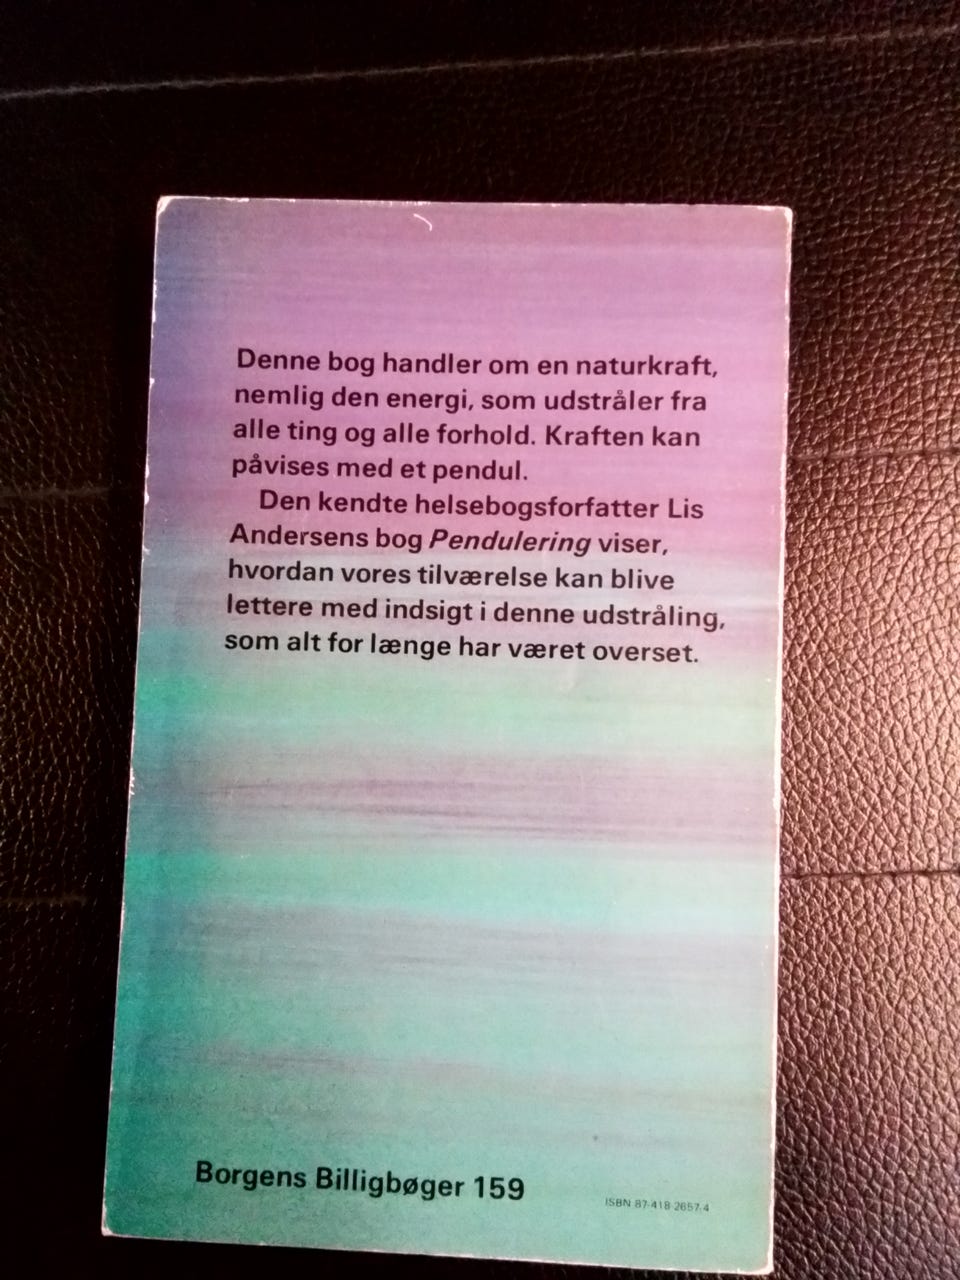 Denne bog handler om en naturkraft,
nemlig den energi, som udstråler fra
alle ting og alle forhold. Kraften kan
påvises med et pendul.
Den kendte helsebogsforfatter Lis
Andersens bog Pendulering viser,
hvordan vores tilværelse kan blive
lettere med indsigt i denne udstråling,
som alt for længe har været overset.
Borgens Billigbøger 159
ISBN 87-418-2657-4